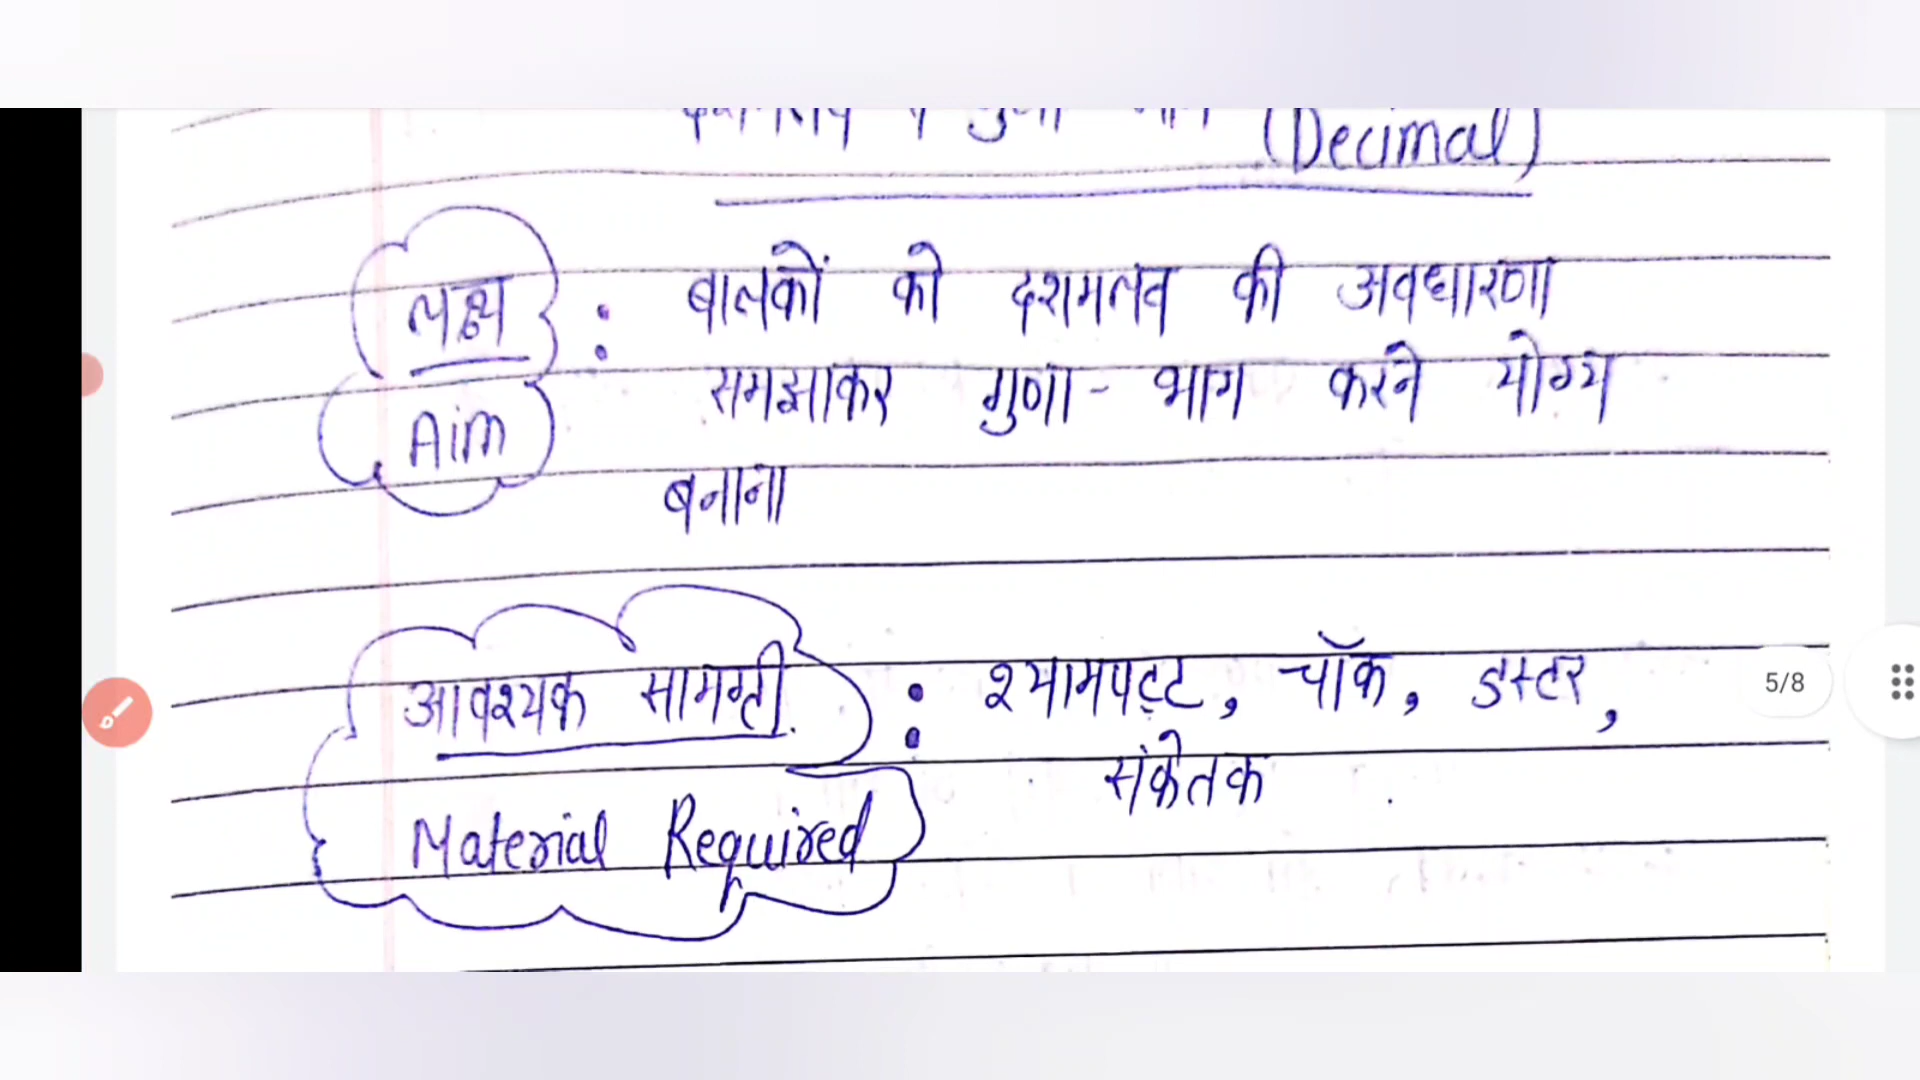 (Decimal)
लक्ष्य : बालकों को दशमलव की अवधारणा
समझाकर गुणा - भाग करने योग्य
Aim
बनाना
आवश्यक सामग्री : श्यामपट्ट, चॉक, डस्टर,
संकेतक
Material Required
5/8